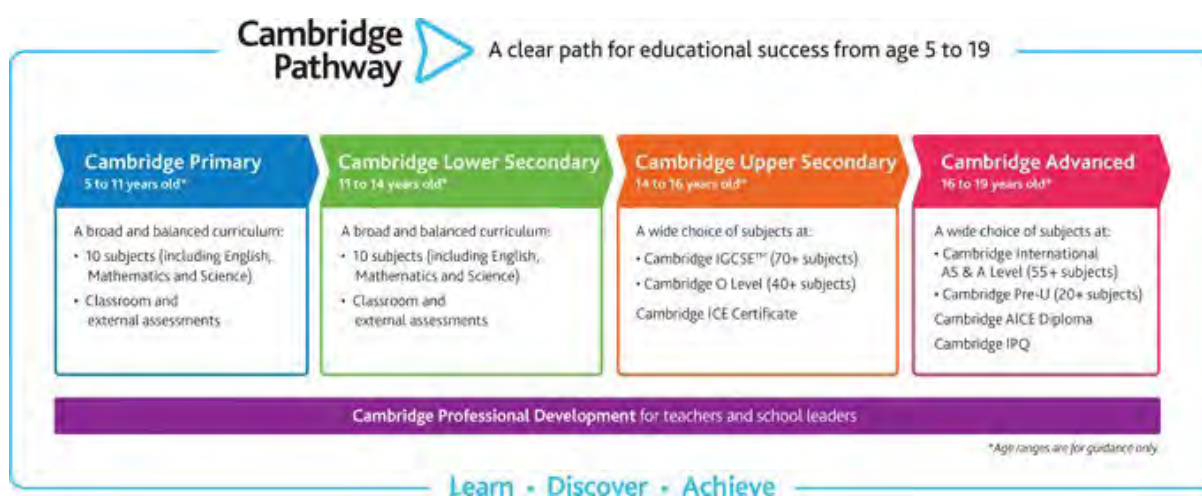 Cambridge
Pathway
A clear path for educational success from age 5 to 19
Cambridge Primary
5 to 11 years old*
A broad and balanced curriculum:
• 10 subjects (including English,
Mathematics and Science)
• Classroom and
external assessments
Cambridge Lower Secondary
11 to 14 years old*
A broad and balanced curriculum:
• 10 subjects (including English,
Mathematics and Science)
• Classroom and
external assessments
Cambridge Upper Secondary
14 to 16 years old*
A wide choice of subjects at:
• Cambridge IGCSE™ (70+ subjects)
• Cambridge O Level (40+ subjects)
Cambridge ICE Certificate
Cambridge Advanced
16 to 19 years old*
A wide choice of subjects at:
• Cambridge International
AS & A Level (55+ subjects)
• Cambridge Pre-U (20+ subjects)
Cambridge AICE Diploma
Cambridge IPQ
Cambridge Professional Development for teachers and school leaders
*Age ranges are for guidance only.
Learn • Discover • Achieve